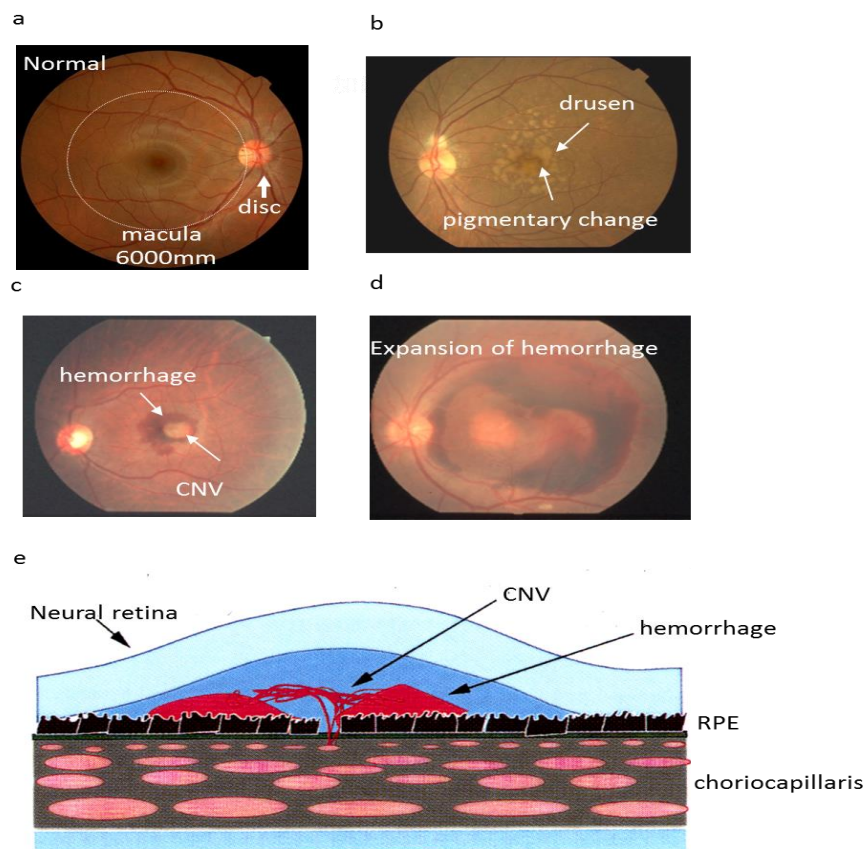 a
Normal
disc
macula
6000mm
b
drusen
pigmentary change
c
hemorrhage
CNV
d
Expansion of hemorrhage
e
Neural retina
CNV
hemorrhage
RPE
choriocapillaris